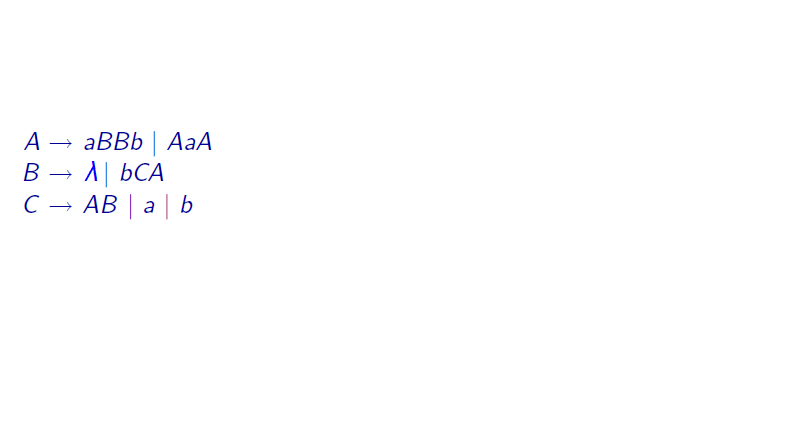 A → aBBb | AaA
B → λ | bCA
C → AB | a | b